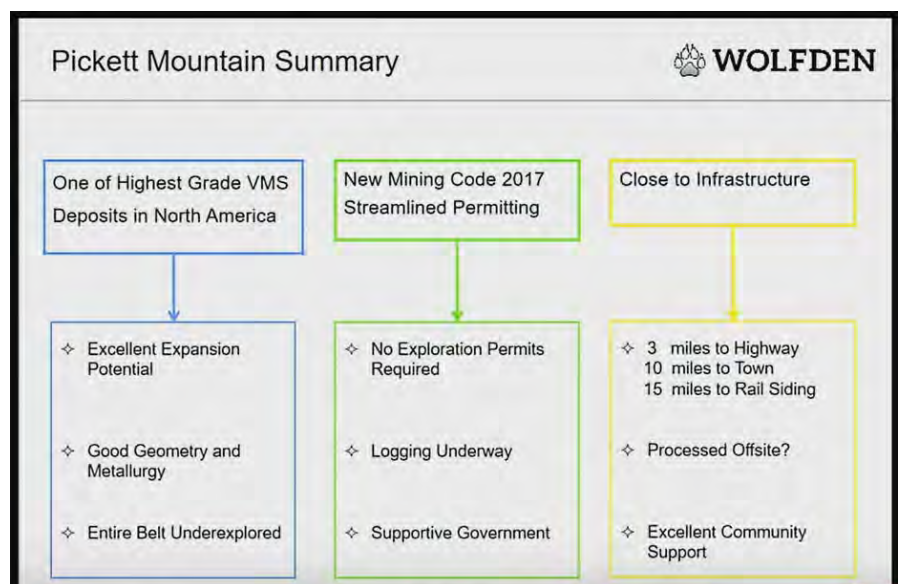 Pickett Mountain Summary
WOLFDEN
One of Highest Grade VMS
Deposits in North America
New Mining Code 2017
Streamlined Permitting
Close to Infrastructure
✧ Excellent Expansion
Potential
✧ Good Geometry and
Metallurgy
✧ Entire Belt Underexplored
✧ No Exploration Permits
Required
✧ Logging Underway
✧ Supportive Government
✧ 3 miles to Highway
10 miles to Town
15 miles to Rail Siding
✧ Processed Offsite?
✧ Excellent Community
Support